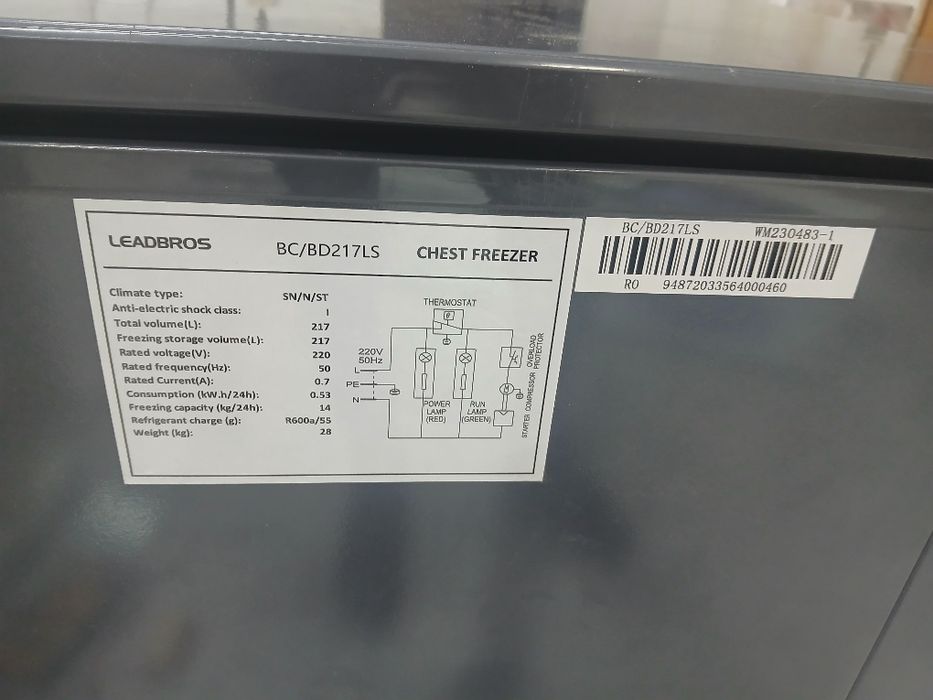 LEADBROS BC/BD217LS CHEST FREEZER
Climate type: SN/N/ST
Anti-electric shock class: I
Total volume(L): 217
Freezing storage volume(L): 217
Rated voltage(V): 220
Rated frequency(Hz): 50
Rated Current(A): 0.7
Consumption (kW.h/24h): 0.53
Freezing capacity (kg/24h): 14
Refrigerant charge (g): R600a/55
Weight (kg): 28
THERMOSTAT
220V
50Hz
L
PE
N
POWER
LAMP
(RED)
RUN
LAMP
(GREEN)
OVERLOAD
PROTECTOR
STARTER COMPRESSOR
BC/BD217LS WM230483-1
RO 94872033564000460